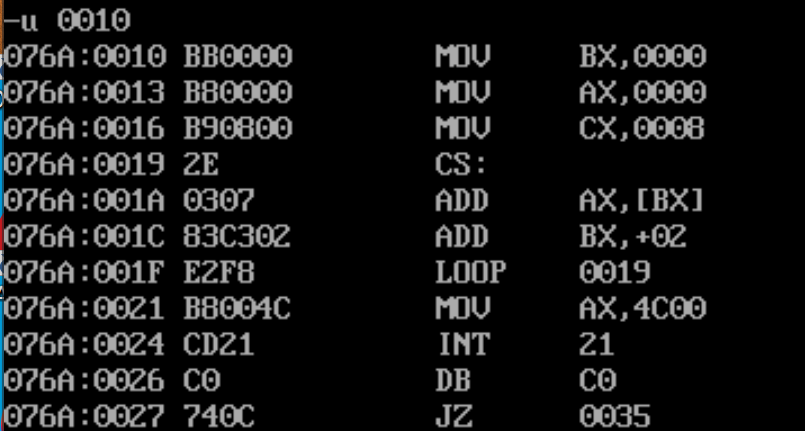 -u 0010
076A:0010 BB0000 MOV BX,0000
076A:0013 B80000 MOV AX,0000
076A:0016 B90800 MOV CX,0008
076A:0019 2E CS:
076A:001A 0307 ADD AX,[BX]
076A:001C 83C302 ADD BX,+02
076A:001F E2F8 LOOP 0019
076A:0021 B8004C MOV AX,4C00
076A:0024 CD21 INT 21
076A:0026 C0 DB C0
076A:0027 740C JZ 0035